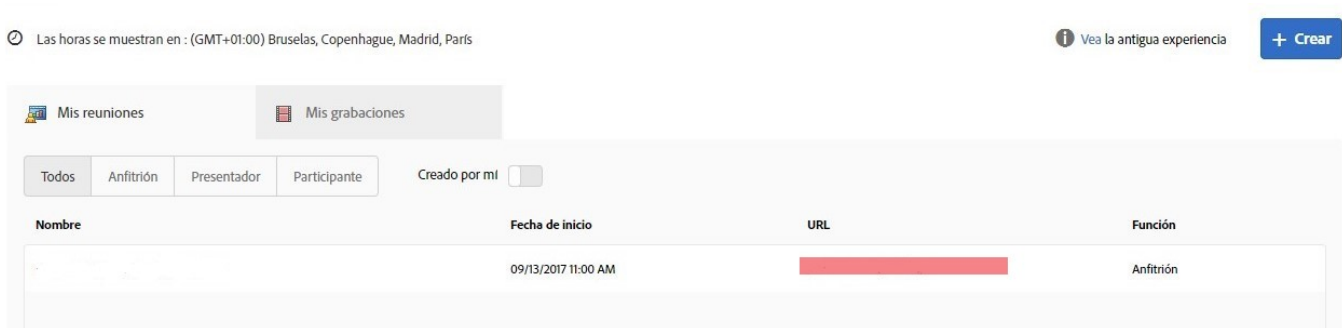 Las horas se muestran en : (GMT+01:00) Bruselas, Copenhague, Madrid, París
Vea la antigua experiencia
+ Crear
Mis reuniones
Mis grabaciones
Todos
Anfitrión
Presentador
Participante
Creado por mí
Nombre
Fecha de inicio
URL
Función
09/13/2017 11:00 AM
Anfitrión